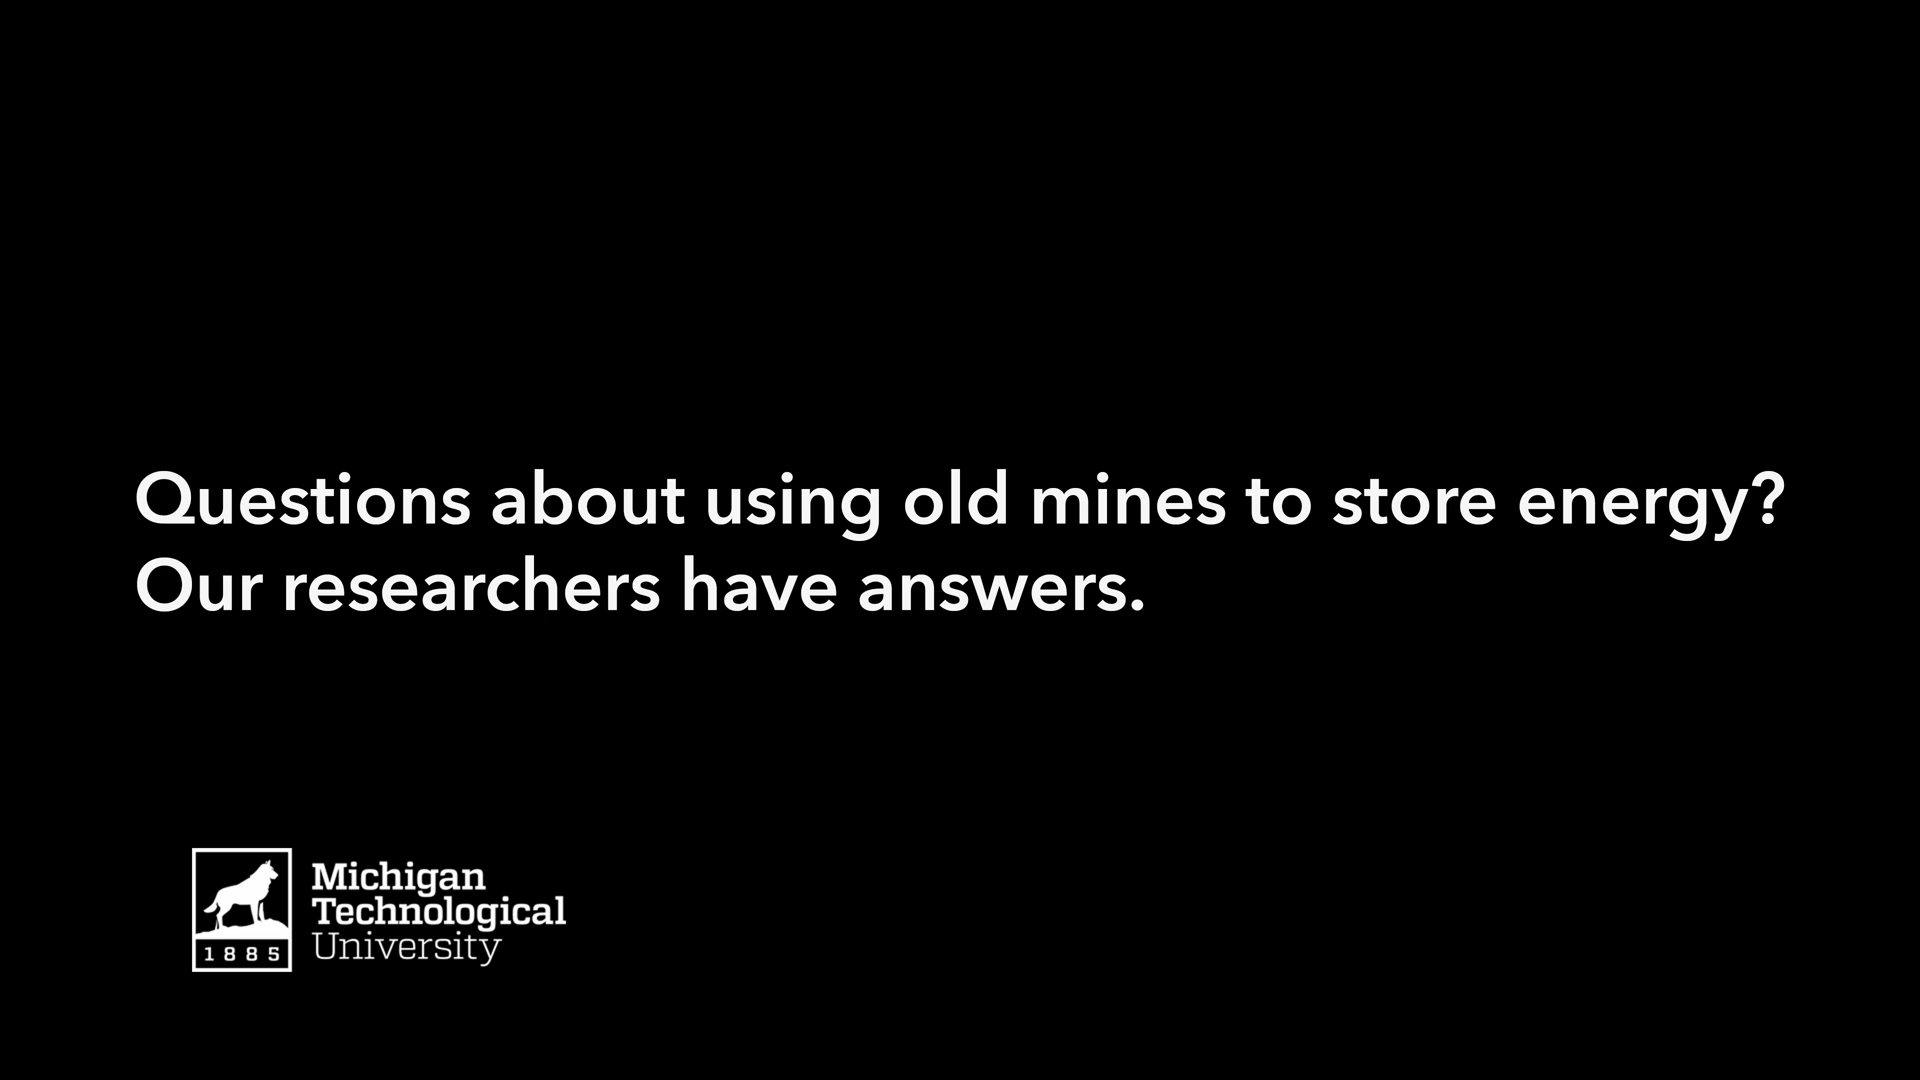 Questions about using old mines to store energy?
Our researchers have answers.
1885
Michigan
Technological
University